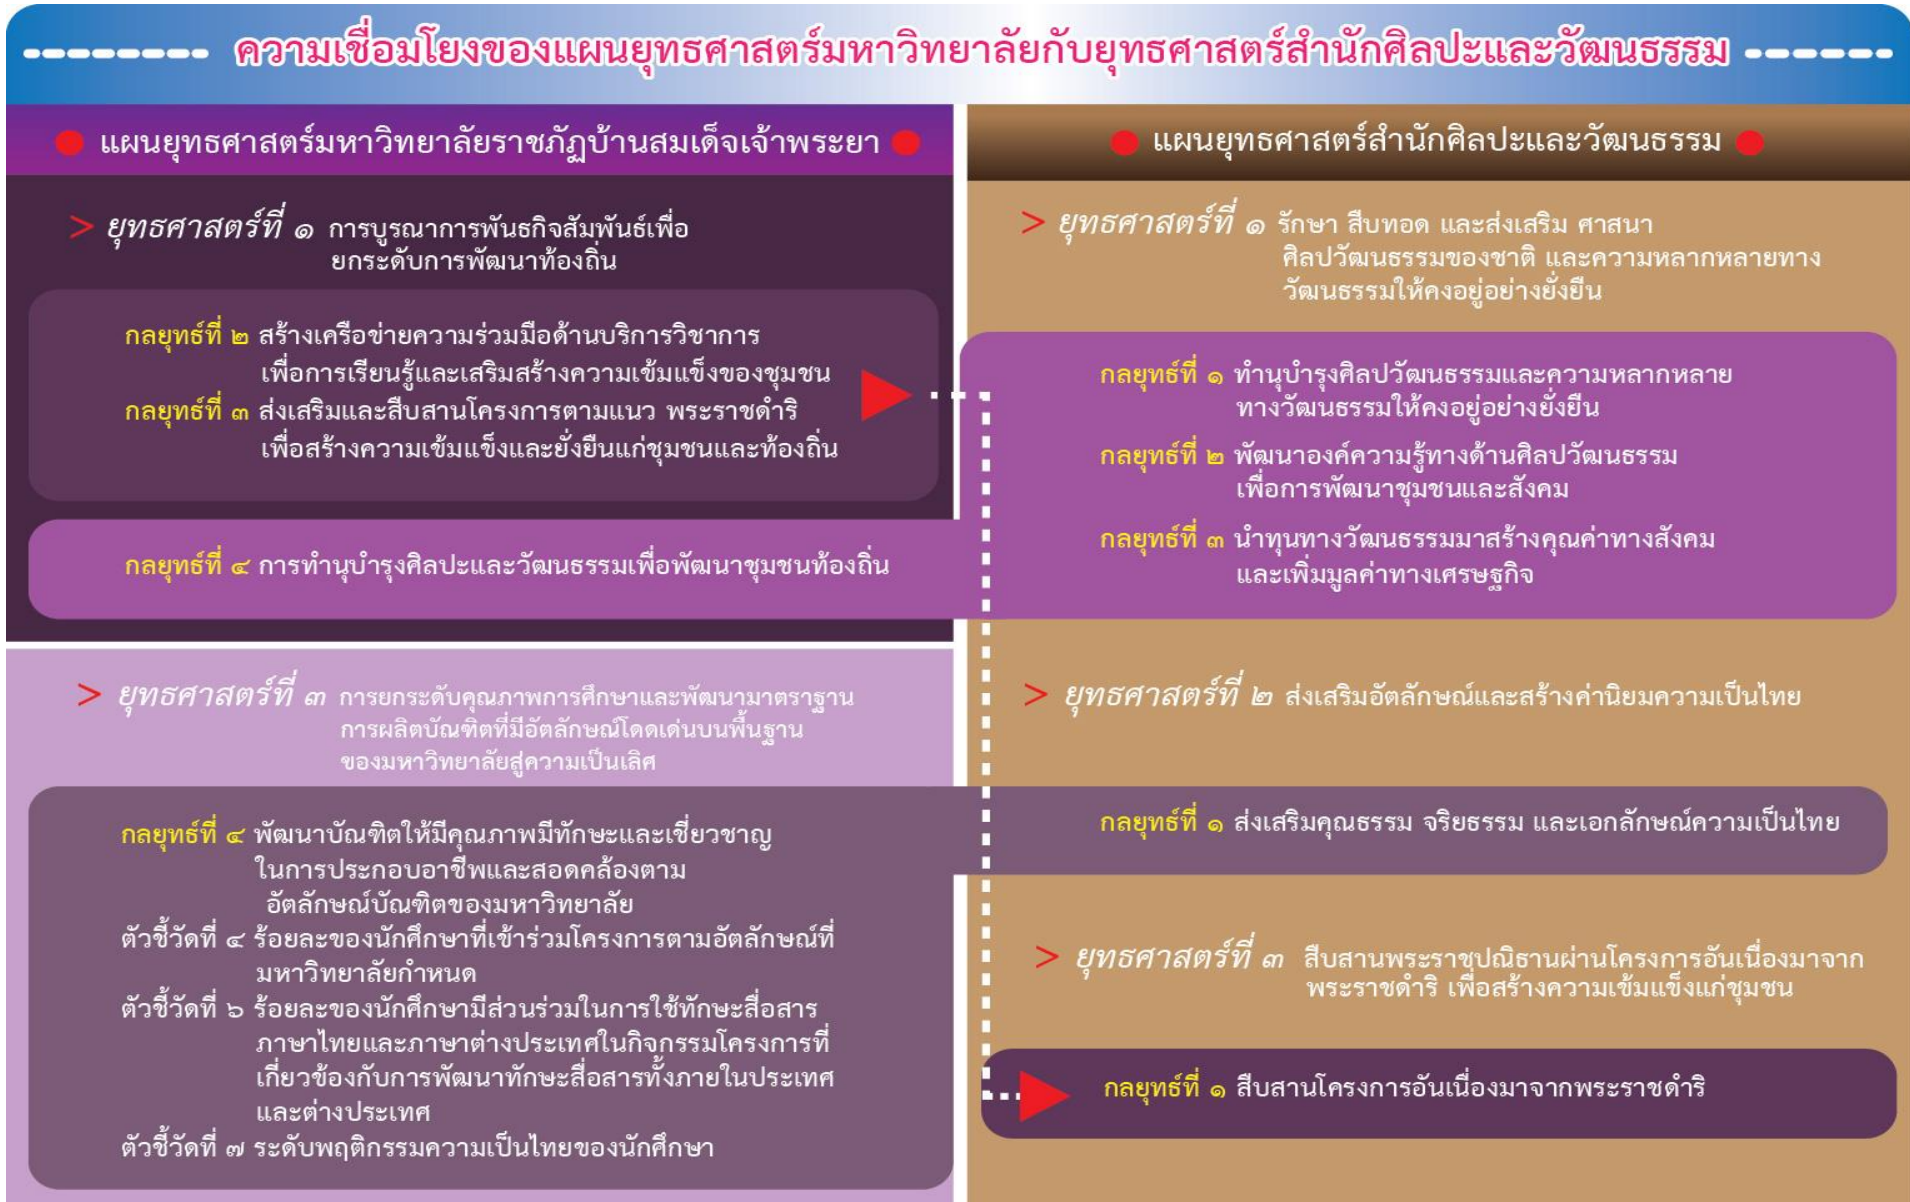 ความเชื่อมโยงของแผนยุทธศาสตร์มหาวิทยาลัยกับยุทธศาสตร์สำนักศิลปะและวัฒนธรรม
แผนยุทธศาสตร์มหาวิทยาลัยราชภัฏบ้านสมเด็จเจ้าพระยา
> ยุทธศาสตร์ที่ ๑ การบูรณาการพันธกิจสัมพันธ์เพื่อ
ยกระดับการพัฒนาท้องถิ่น
กลยุทธ์ที่ ๒ สร้างเครือข่ายความร่วมมือด้านบริการวิชาการ
เพื่อการเรียนรู้และเสริมสร้างความเข้มแข็งของชุมชน
กลยุทธ์ที่ ๓ ส่งเสริมและสืบสานโครงการตามแนว พระราชดำริ
เพื่อสร้างความเข้มแข็งและยั่งยืนแก่ชุมชนและท้องถิ่น
กลยุทธ์ที่ ๔ การทำนุบำรุงศิลปะและวัฒนธรรมเพื่อพัฒนาชุมชนท้องถิ่น
> ยุทธศาสตร์ที่ ๓ การยกระดับคุณภาพการศึกษาและพัฒนามาตราฐาน
การผลิตบัณฑิตที่มีอัตลักษณ์โดดเด่นบนพื้นฐาน
ของมหาวิทยาลัยสู่ความเป็นเลิศ
กลยุทธ์ที่ ๔ พัฒนาบัณฑิตให้มีคุณภาพมีทักษะและเชี่ยวชาญ
ในการประกอบอาชีพและสอดคล้องตาม
อัตลักษณ์บัณฑิตของมหาวิทยาลัย
ตัวชี้วัดที่ ๔ ร้อยละของนักศึกษาที่เข้าร่วมโครงการตามอัตลักษณ์ที่
มหาวิทยาลัยกำหนด
ตัวชี้วัดที่ ๖ ร้อยละของนักศึกษามีส่วนร่วมในการใช้ทักษะสื่อสาร
ภาษาไทยและภาษาต่างประเทศในกิจกรรมโครงการที่
เกี่ยวข้องกับการพัฒนาทักษะสื่อสารทั้งภายในประเทศ
และต่างประเทศ
ตัวชี้วัดที่ ๗ ระดับพฤติกรรมความเป็นไทยของนักศึกษา
แผนยุทธศาสตร์สำนักศิลปะและวัฒนธรรม
> ยุทธศาสตร์ที่ ๑ รักษา สืบทอด และส่งเสริม ศาสนา
ศิลปวัฒนธรรมของชาติ และความหลากหลายทาง
วัฒนธรรมให้คงอยู่อย่างยั่งยืน
กลยุทธ์ที่ ๑ ทำนุบำรุงศิลปวัฒนธรรมและความหลากหลาย
ทางวัฒนธรรมให้คงอยู่อย่างยั่งยืน
กลยุทธ์ที่ ๒ พัฒนาองค์ความรู้ทางด้านศิลปวัฒนธรรม
เพื่อการพัฒนาชุมชนและสังคม
กลยุทธ์ที่ ๓ นำทุนทางวัฒนธรรมมาสร้างคุณค่าทางสังคม
และเพิ่มมูลค่าทางเศรษฐกิจ
> ยุทธศาสตร์ที่ ๒ ส่งเสริมอัตลักษณ์และสร้างค่านิยมความเป็นไทย
กลยุทธ์ที่ ๑ ส่งเสริมคุณธรรม จริยธรรม และเอกลักษณ์ความเป็นไทย
> ยุทธศาสตร์ที่ ๓ สืบสานพระราชปณิธานผ่านโครงการอันเนื่องมาจาก
พระราชดำริ เพื่อสร้างความเข้มแข็งแก่ชุมชน
กลยุทธ์ที่ ๑ สืบสานโครงการอันเนื่องมาจากพระราชดำริ